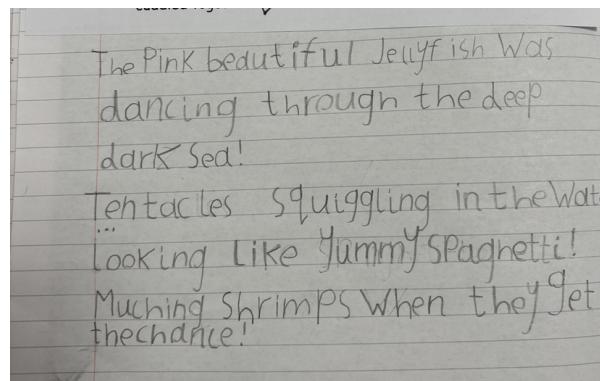 The Pink beautiful Jellyfish Was
dancing through the deep
dark Sea!
Tentacles Squiggling in the Wat
...
Looking Like Yummy Spaghetti!
Muching Shrimps When they get
the chance!